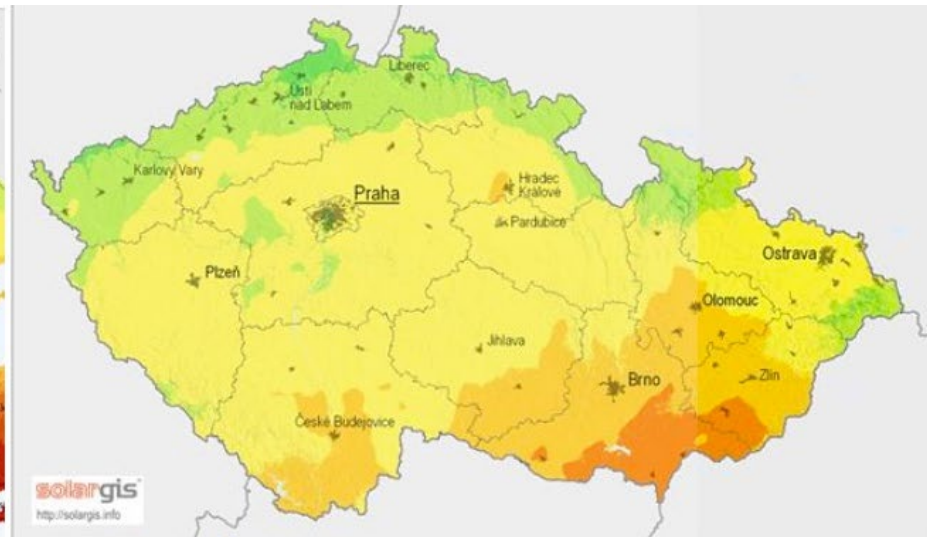 Liberec
Ústí
nad Labem
Karlovy Vary
Hradec
Králové
Praha
Pardubice
Ostrava
Plzeň
Olomouc
Jihlava
Zlín
Brno
České Budejovice
solargis
http://solargis.info